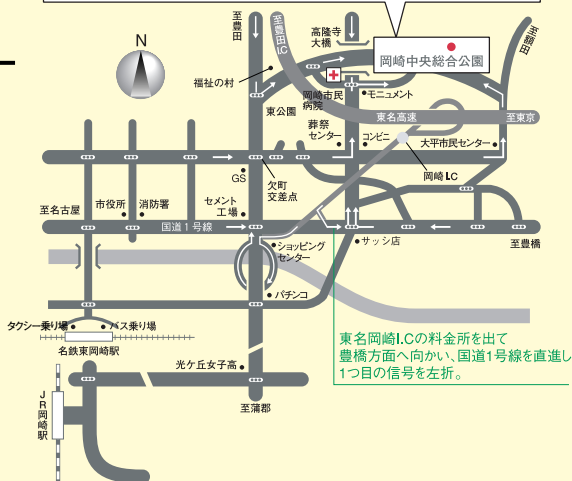 至豊田
至豊田I.C
高隆寺
大橋
至額田
N
岡崎中央総合公園
福祉の村
岡崎市民
病院
モニュメント
東公園
東名高速
至東京
葬祭
センター
コンビニ
大平市民センター
岡崎I.C
GS
欠町
交差点
市役所
消防署
セメント
工場
至名古屋
国道1号線
ショッピング
センター
サッシ店
至豊橋
パチンコ
タクシー乗り場
バス乗り場
名鉄東岡崎駅
東名岡崎I.Cの料金所を出て
豊橋方面へ向かい、国道1号線を直進し
1つ目の信号を左折。
光ケ丘女子高
JR岡崎駅
至蒲郡